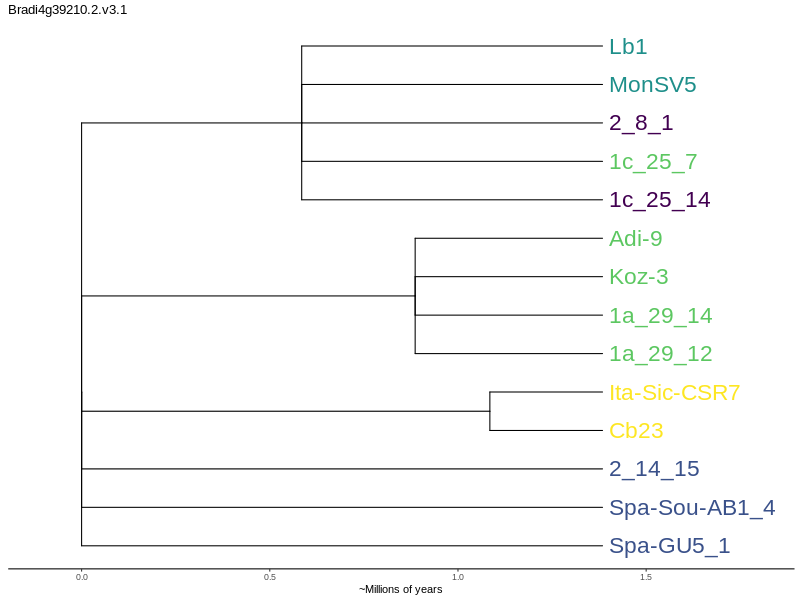 Bradi4g39210.2.v3.1
Lb1
MonSV5
2_8_1
1c_25_7
1c_25_14
Adi-9
Koz-3
1a_29_14
1a_29_12
Ita-Sic-CSR7
Cb23
2_14_15
Spa-Sou-AB1_4
Spa-GU5_1
0.0 0.5 1.0 1.5
~Millions of years